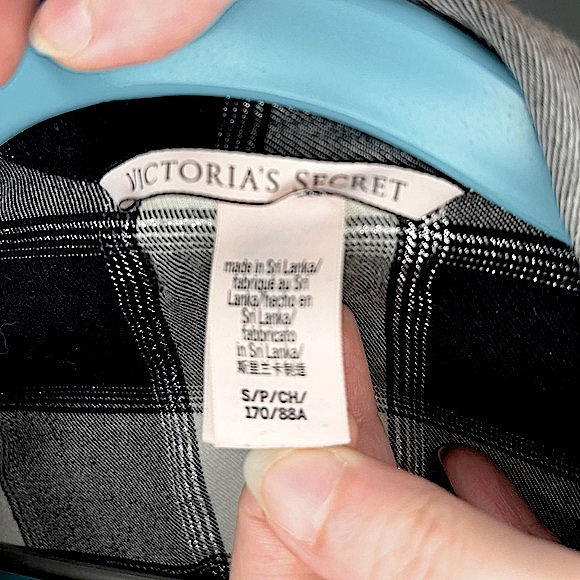 VICTORIA'S SECRET
made in Sri Lanka/
fabriqué au Sri
Lanka/hecho en
Sri Lanka/
fabbricato
in Sri Lanka/
斯里兰卡制造
S/P/CH/
170/88A